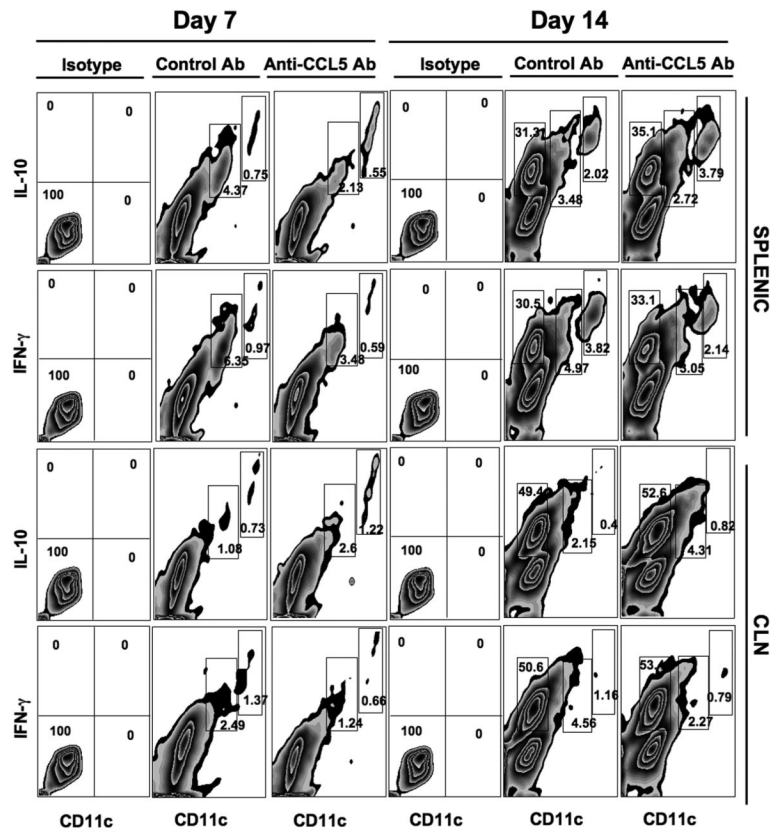 Day 7 Day 14
Isotype Control Ab Anti-CCL5 Ab Isotype Control Ab Anti-CCL5 Ab
SPLENIC
IL-10
0 0 100 0
4.37 0.75
2.13 1.55
0 0 100 0
31.3 3.48 2.02
35.1 2.72 3.79
IFN-γ
0 0 100 0
6.35 0.97
3.48 0.59
0 0 100 0
30.5 4.97 3.82
33.1 3.05 2.14
CLN
IL-10
0 0 100 0
1.08 0.73
2.6 1.22
0 0 100 0
49.4 2.15 0.4
52.6 4.31 0.82
IFN-γ
0 0 100 0
2.49 1.37
1.24 0.66
0 0 100 0
50.6 4.56 1.16
2.27 0.79
CD11c CD11c CD11c CD11c CD11c CD11c